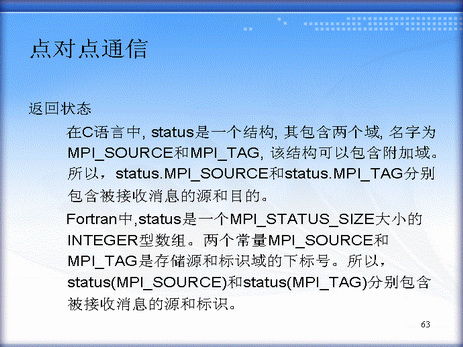 点对点通信
返回状态
在C语言中, status是一个结构, 其包含两个域, 名字为
MPI_SOURCE和MPI_TAG, 该结构可以包含附加域。
所以，status.MPI_SOURCE和status.MPI_TAG分别
包含被接收消息的源和目的。
Fortran中,status是一个MPI_STATUS_SIZE大小的
INTEGER型数组。两个常量MPI_SOURCE和
MPI_TAG是存储源和标识域的下标号。所以，
status(MPI_SOURCE)和status(MPI_TAG)分别包含
被接收消息的源和标识。
63